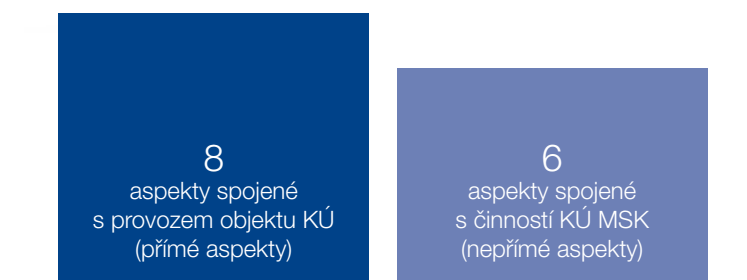 8
aspekty spojené
s provozem objektu KÚ
(přímé aspekty)
6
aspekty spojené
s činností KÚ MSK
(nepřímé aspekty)